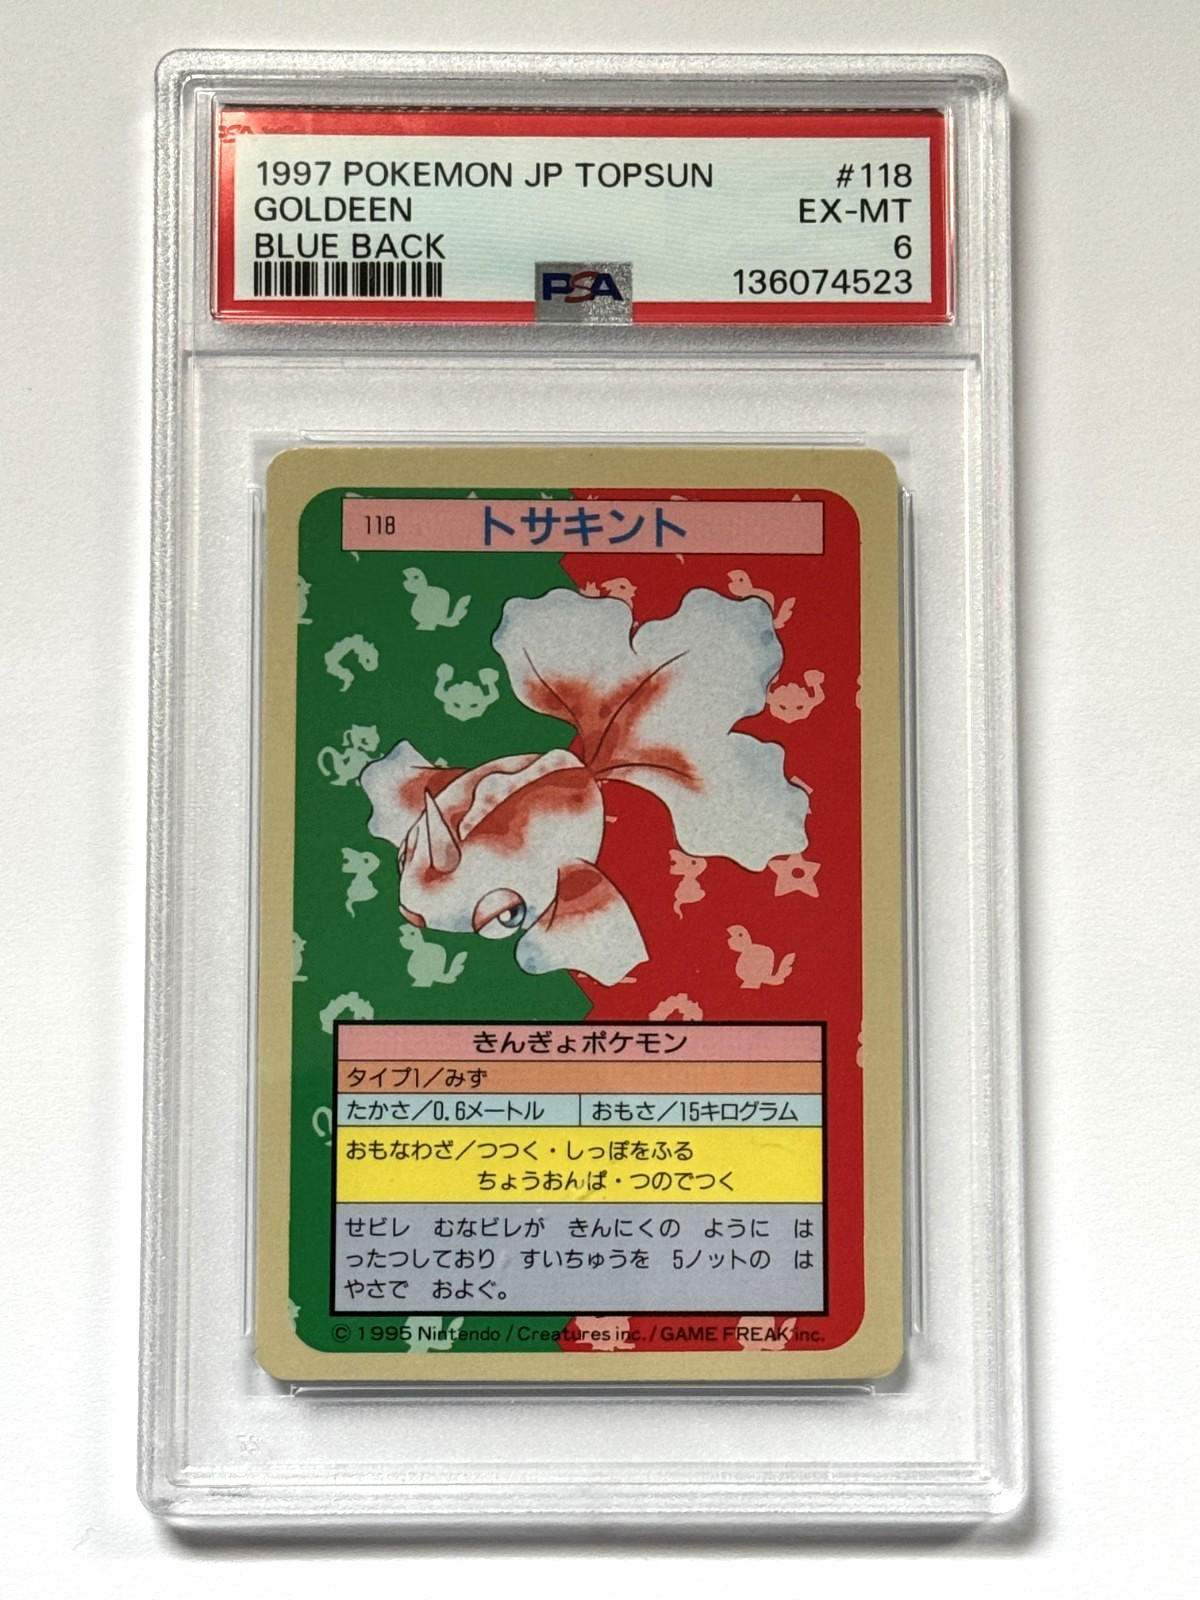 1997 POKEMON JP TOPSUN #118
GOLDEEN EX-MT
BLUE BACK 6
PSA 136074523
118 トサキント
きんぎょポケモン
タイプ1/みず
たかさ/0.6メートル おもさ/15キログラム
おもなわざ/つつく・しっぽをふる
ちょうおんぱ・つのでつく
せビレ むなビレが きんにくの ように は
ったつしており すいちゅうを 5ノットの は
やさで およぐ。
© 1995 Nintendo / Creatures inc. / GAME FREAK inc.